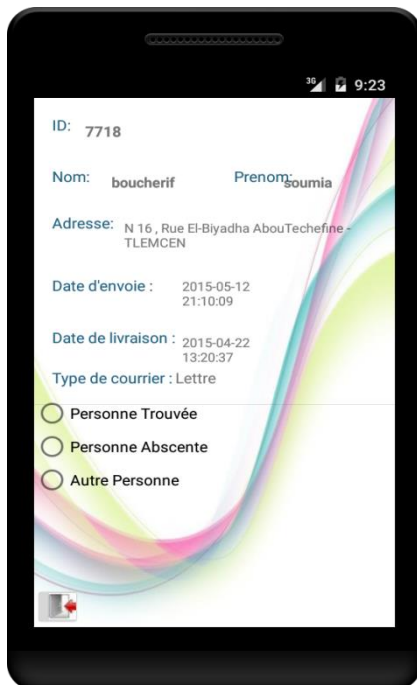 3G 9:23
ID: 7718
Nom: boucherif Prenom: soumia
Adresse: N 16 , Rue El-Biyadha AbouTechefine -
TLEMCEN
Date d'envoie : 2015-05-12
21:10:09
Date de livraison : 2015-04-22
13:20:37
Type de courrier : Lettre
Personne Trouvée
Personne Abscente
Autre Personne